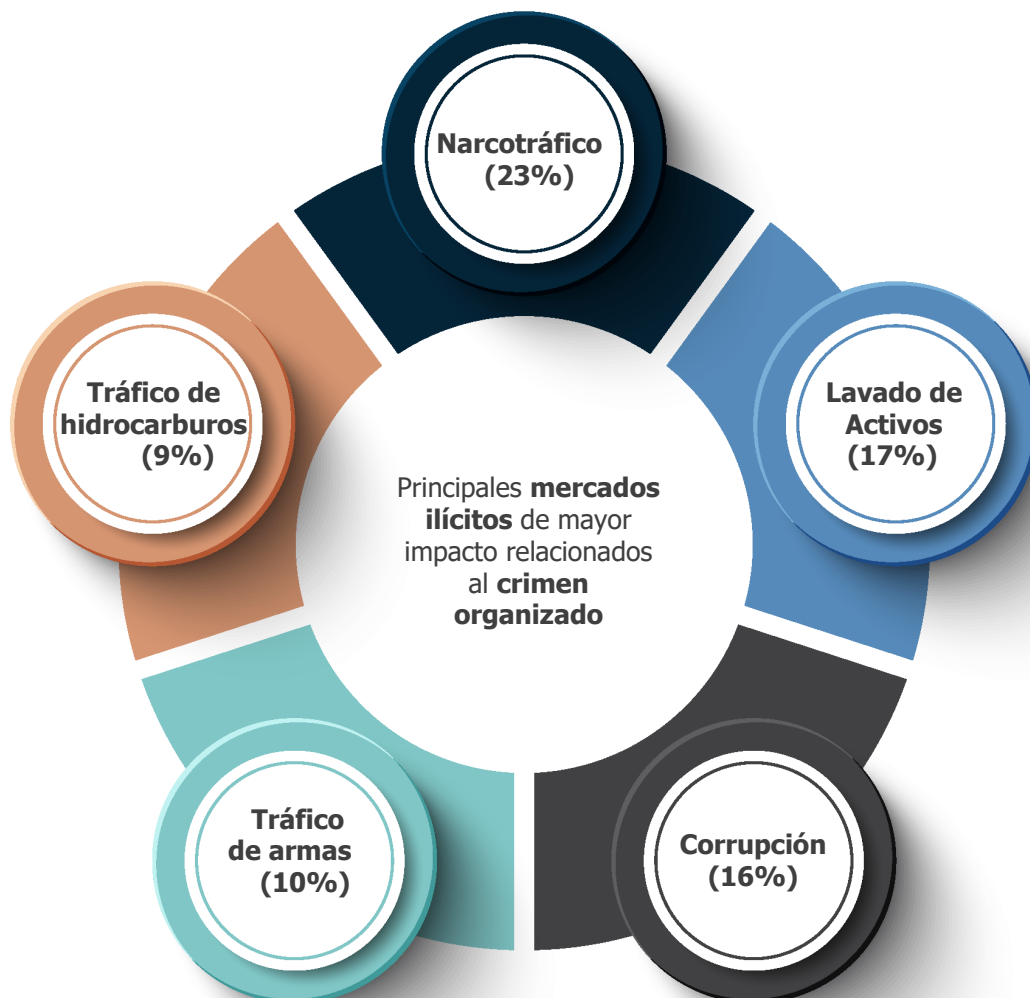 Narcotráfico
(23%)
Lavado de
Activos
(17%)
Corrupción
(16%)
Tráfico
de armas
(10%)
Tráfico de
hidrocarburos
(9%)
Principales mercados
ilícitos de mayor
impacto relacionados
al crimen
organizado